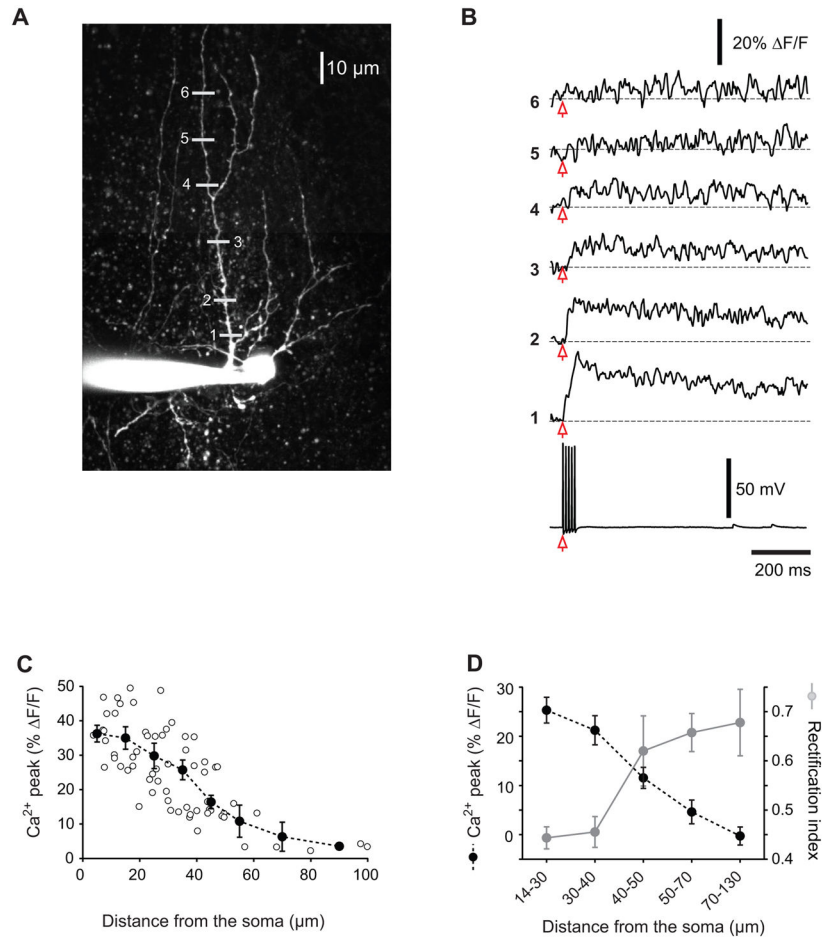 A
B
10 µm
6
5
4
3
2
1
20% ΔF/F
6
5
4
3
2
1
50 mV
200 ms
C
50
40
30
20
10
0
Ca2+ peak (% ΔF/F)
0 20 40 60 80 100
Distance from the soma (µm)
D
30
20
10
0
Ca2+ peak (% ΔF/F)
0.7
0.6
0.5
0.4
Rectification index
14-30 30-40 40-50 50-70 70-130
Distance from the soma (µm)